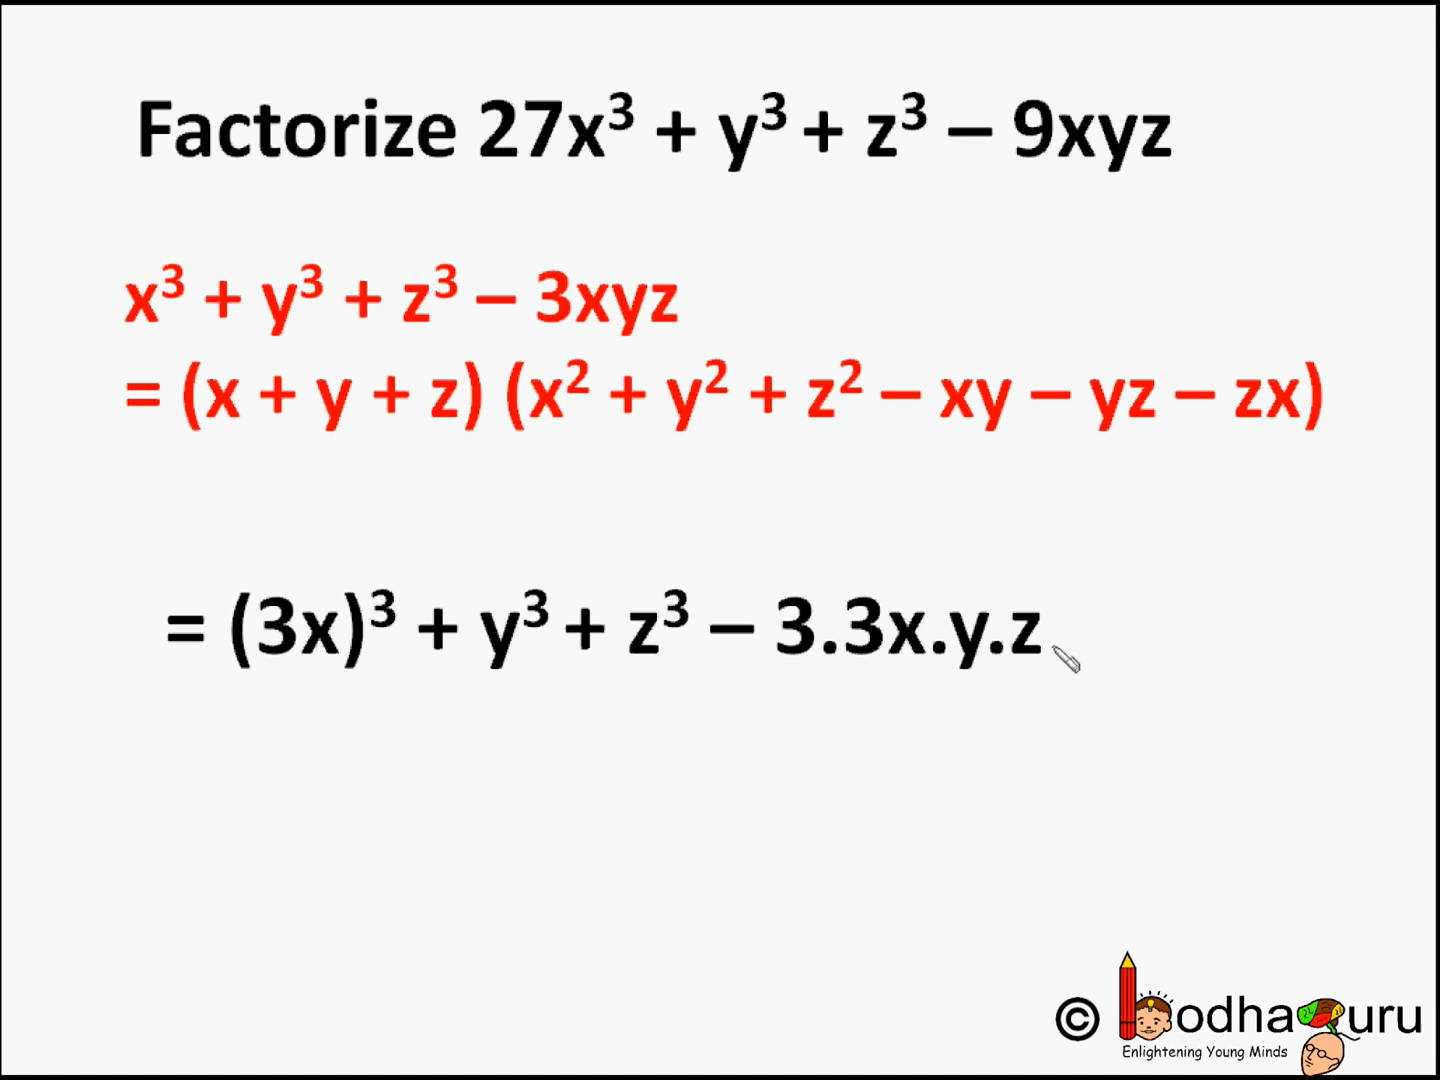 Factorize 27x³ + y³ + z³ – 9xyz
x³ + y³ + z³ – 3xyz
= (x + y + z) (x² + y² + z² – xy – yz – zx)
= (3x)³ + y³ + z³ – 3.3x.y.z
© bodhaguru
Enlightening Young Minds